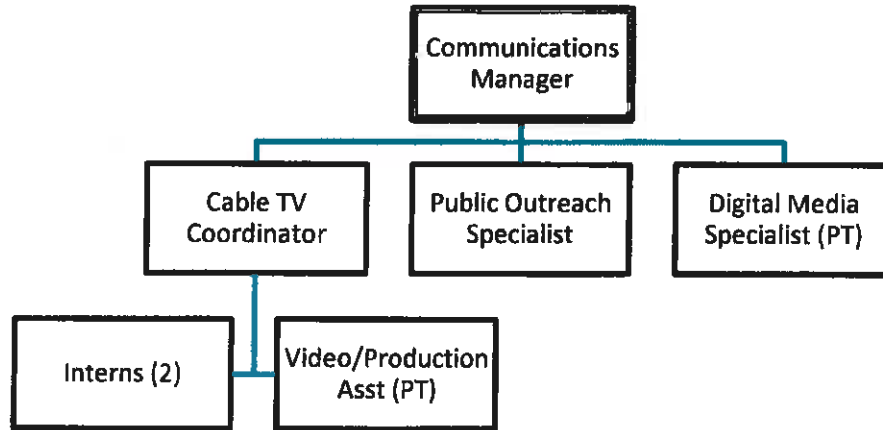 Communications
Manager
Cable TV
Coordinator
Public Outreach
Specialist
Digital Media
Specialist (PT)
Interns (2)
Video/Production
Asst (PT)